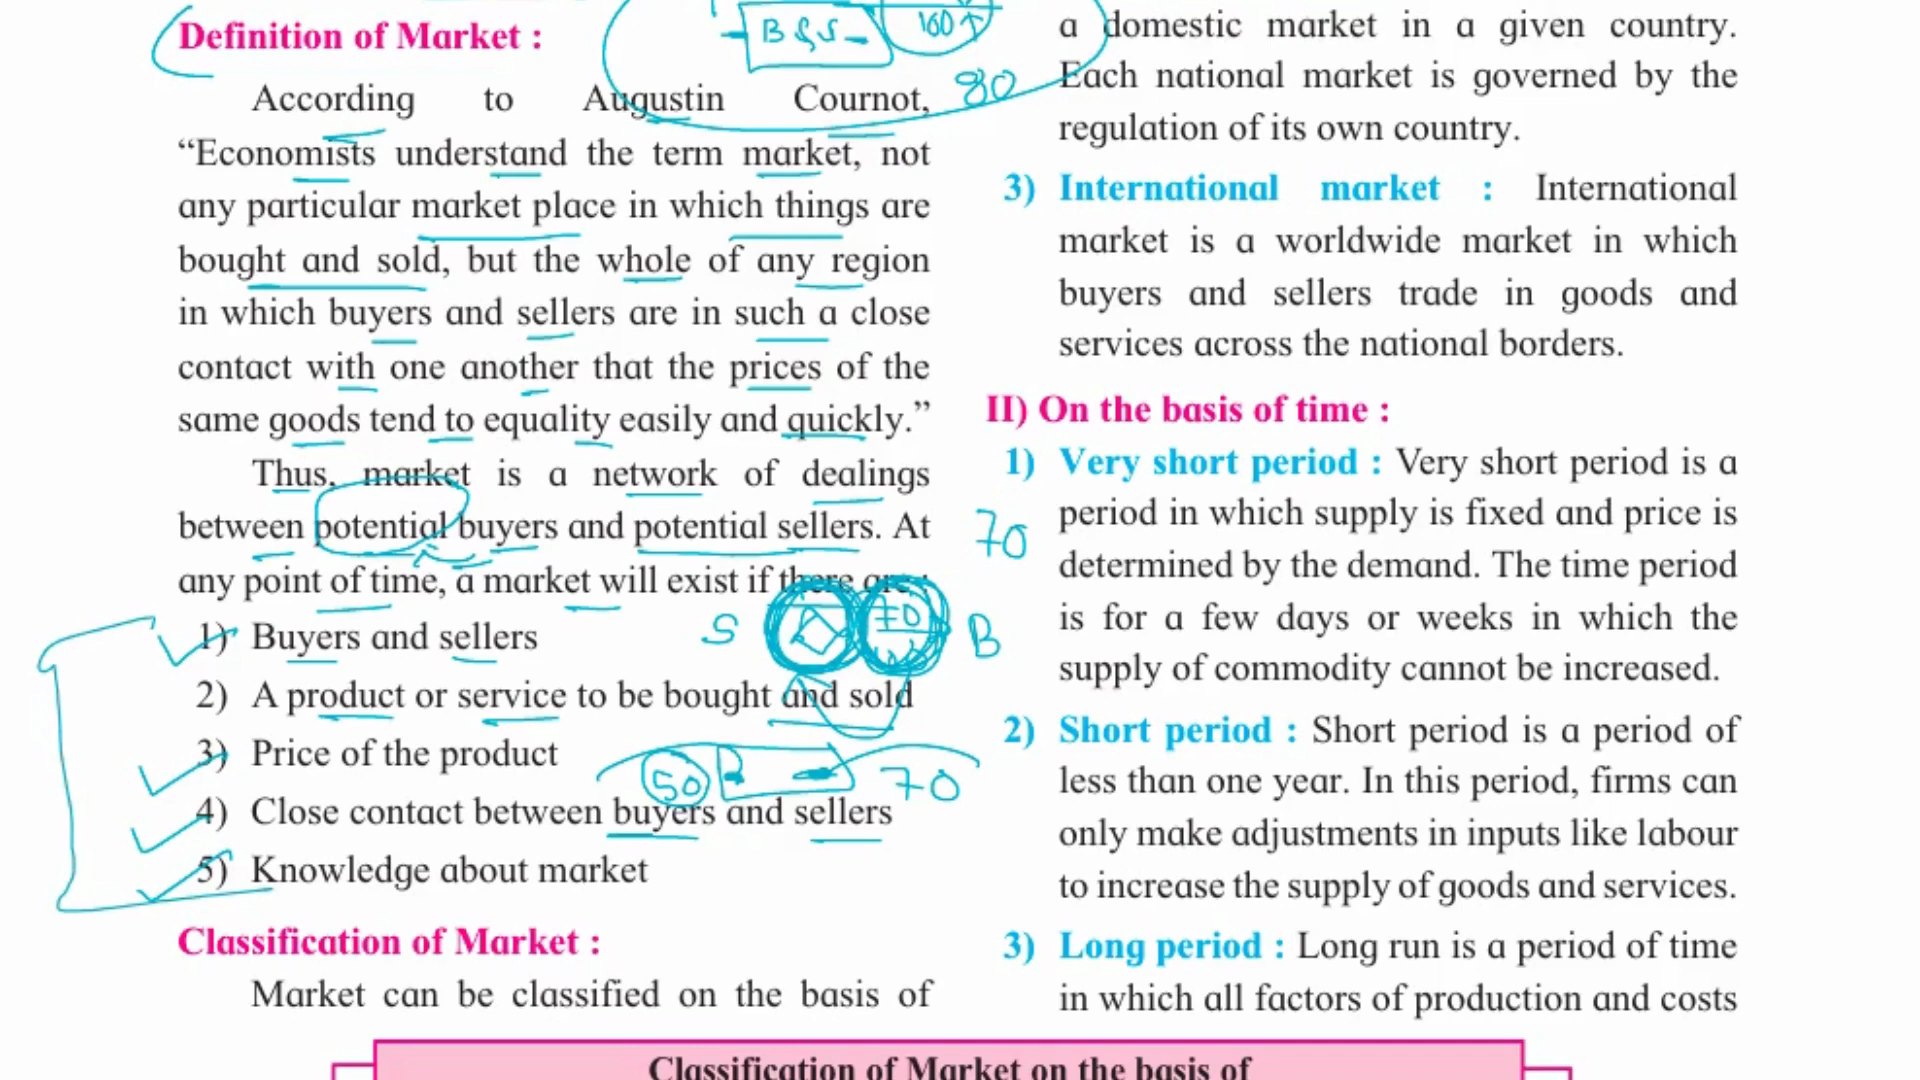 Definition of Market :
According to Augustin Cournot,
“Economists understand the term market, not
any particular market place in which things are
bought and sold, but the whole of any region
in which buyers and sellers are in such a close
contact with one another that the prices of the
same goods tend to equality easily and quickly.”
Thus, market is a network of dealings
between potential buyers and potential sellers. At
any point of time, a market will exist if there are :
1) Buyers and sellers
2) A product or service to be bought and sold
3) Price of the product
4) Close contact between buyers and sellers
5) Knowledge about market
Classification of Market :
Market can be classified on the basis of
B & S
100 ↑
80
S
70
B
50
70
a domestic market in a given country.
Each national market is governed by the
regulation of its own country.
3) International market : International
market is a worldwide market in which
buyers and sellers trade in goods and
services across the national borders.
II) On the basis of time :
1) Very short period : Very short period is a
70
period in which supply is fixed and price is
determined by the demand. The time period
is for a few days or weeks in which the
supply of commodity cannot be increased.
2) Short period : Short period is a period of
less than one year. In this period, firms can
only make adjustments in inputs like labour
to increase the supply of goods and services.
3) Long period : Long run is a period of time
in which all factors of production and costs
Classification of Market on the basis of